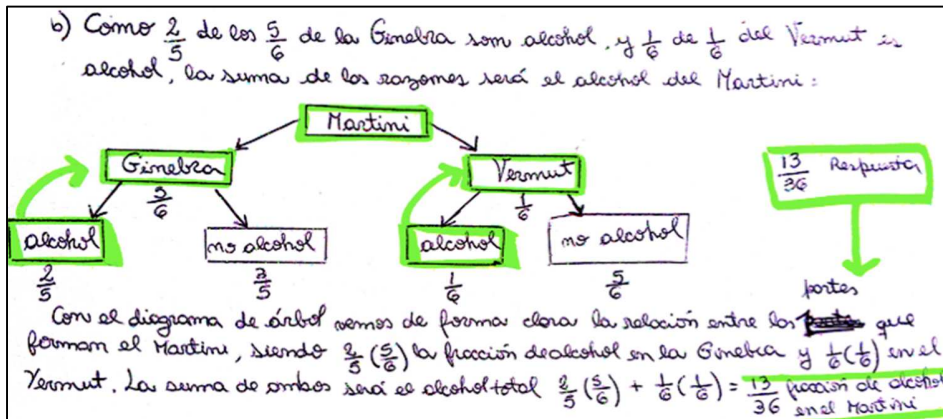 b) Como 2/5 de los 5/6 de la Ginebra son alcohol, y 1/6 de 1/6 del Vermut es
alcohol, la suma de las razones será el alcohol del Martini:
Martini
Ginebra
5/6
Vermut
1/6
13/36 Respuesta
alcohol
2/5
no alcohol
3/5
alcohol
1/6
no alcohol
5/6
partes
Con el diagrama de árbol vemos de forma clara la relación entre las que
forman el Martini, siendo 2/5 (5/6) la fracción de alcohol en la Ginebra y 1/6 (1/6) en el
Vermut. La suma de ambos será el alcohol total 2/5 (5/6) + 1/6 (1/6) = 13/36 fracción de alcohol
en el Martini